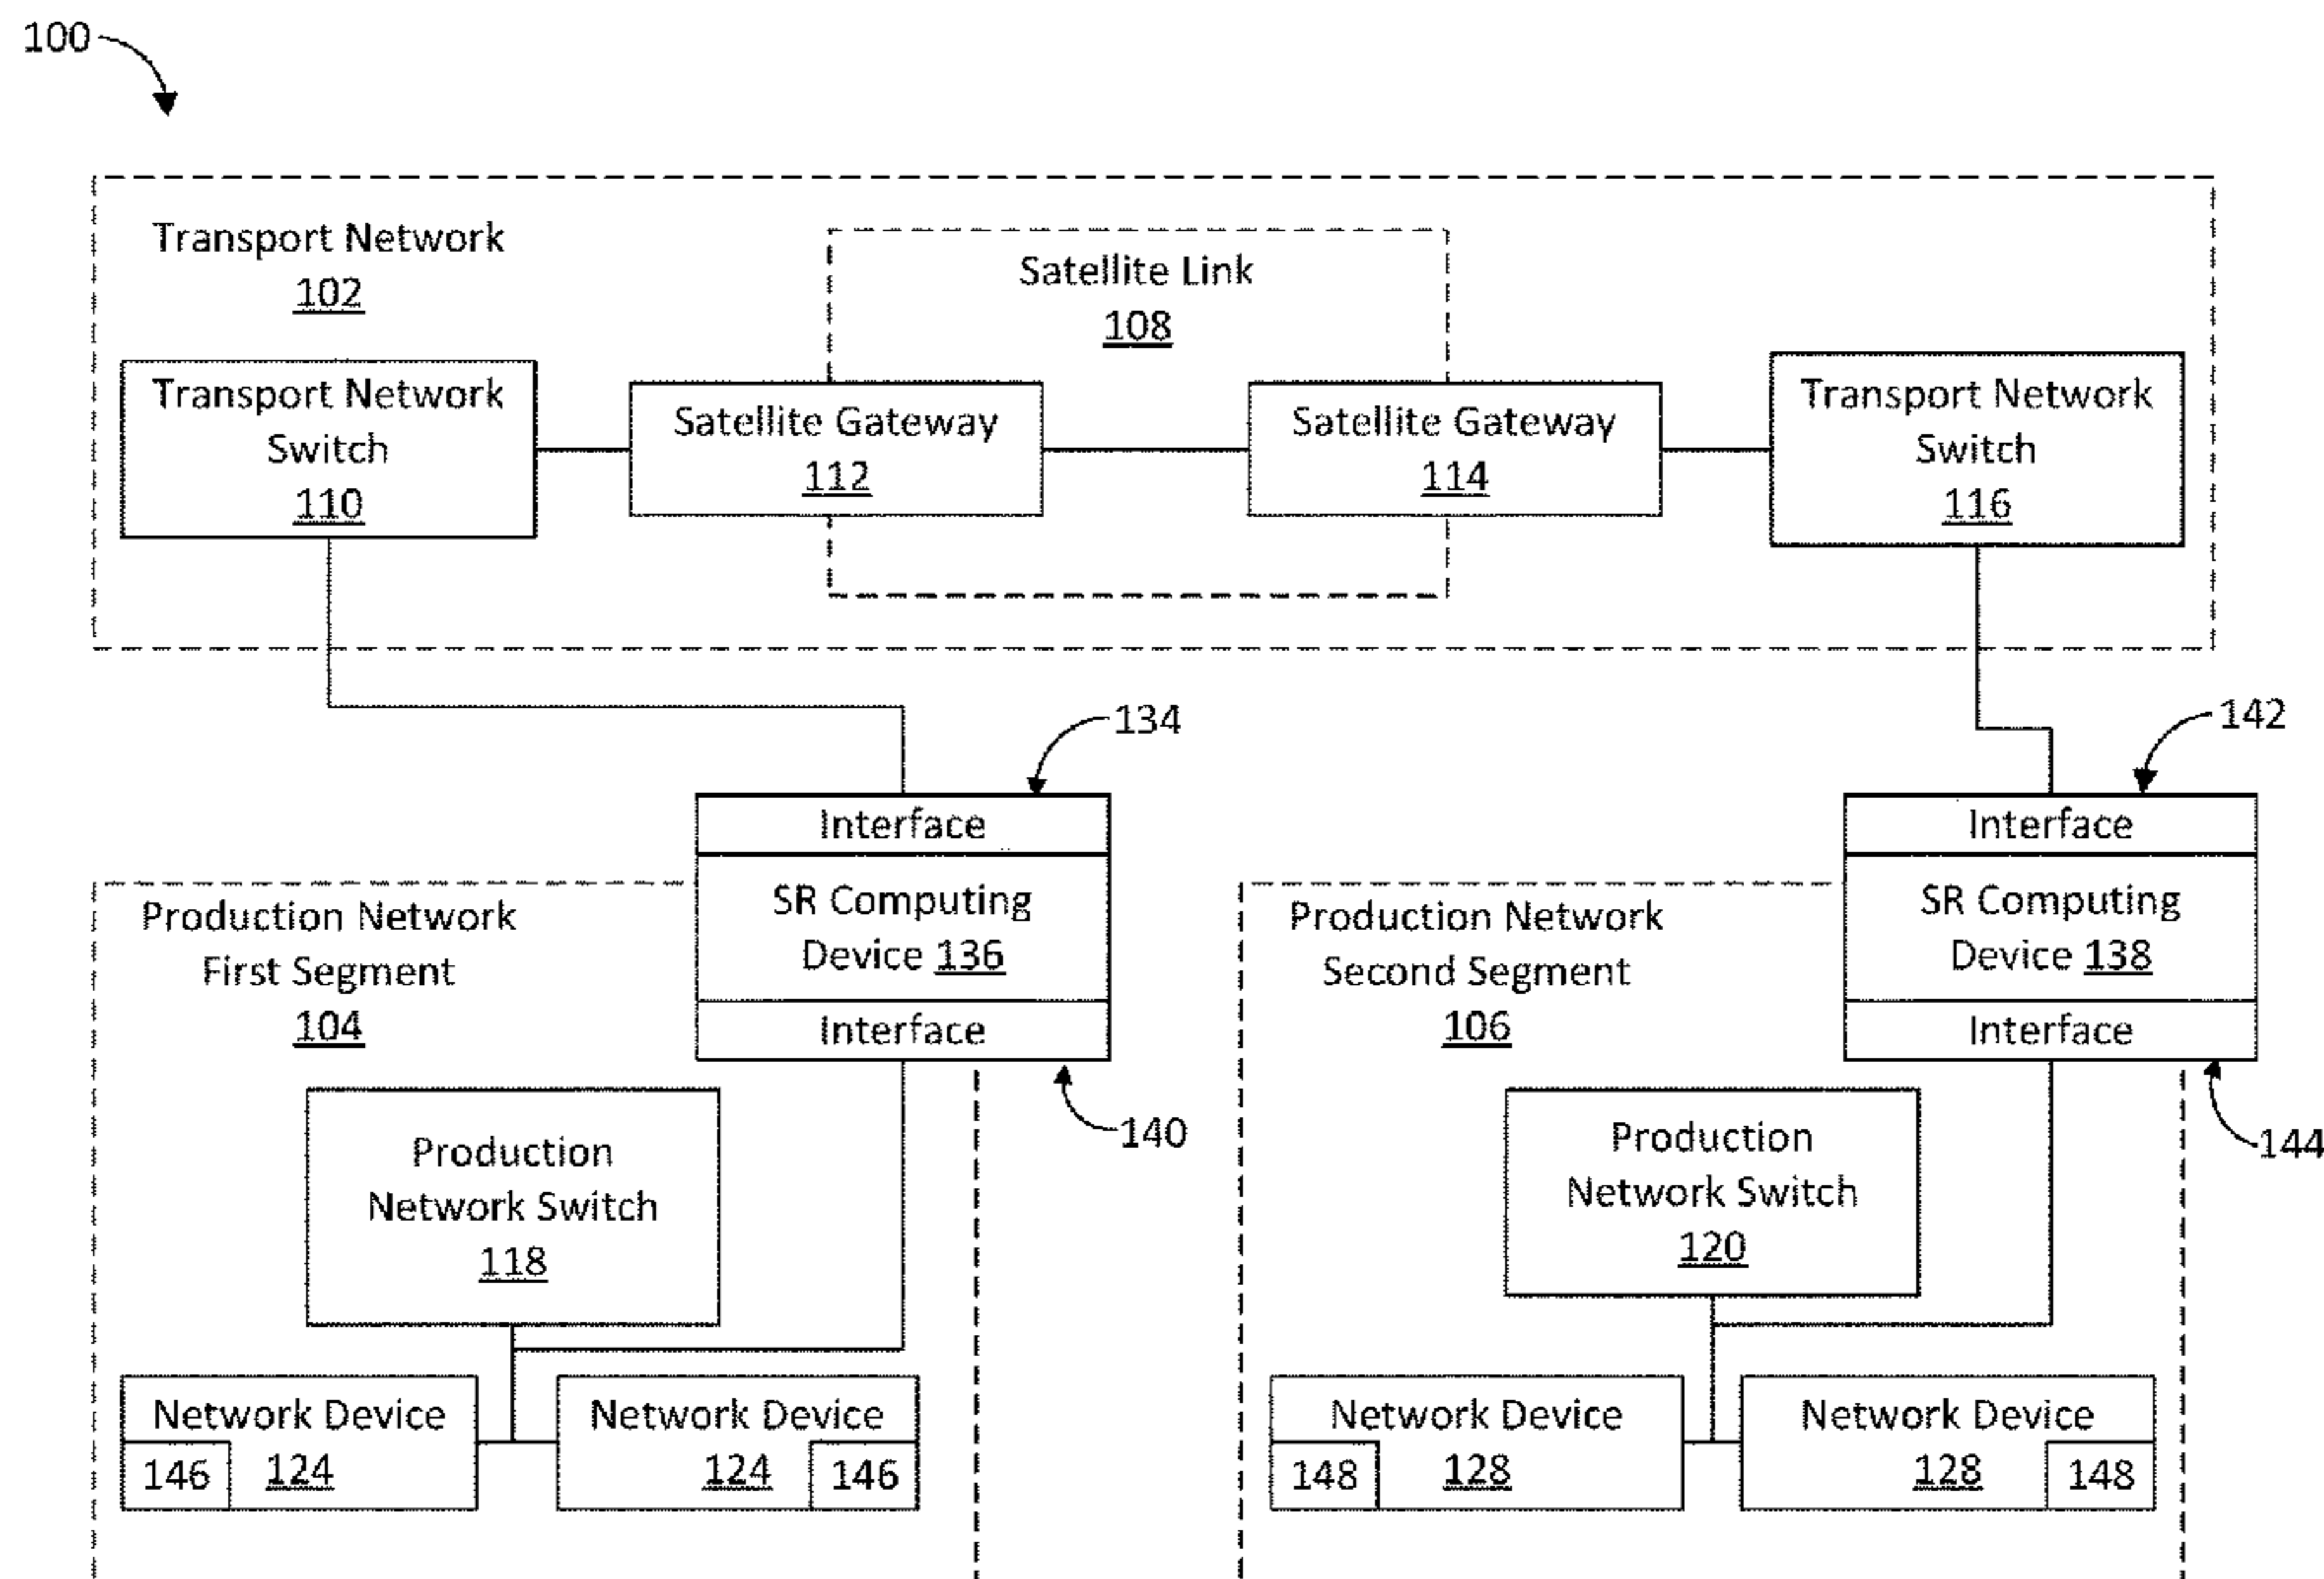 100
Transport Network
102
Satellite Link
108
Transport Network
Switch
110
Satellite Gateway
112
Satellite Gateway
114
Transport Network
Switch
116
134
142
Interface
SR Computing
Device 136
Interface
140
Interface
SR Computing
Device 138
Interface
144
Production Network
First Segment
104
Production
Network Switch
118
Network Device
146 124
Network Device
124 146
Production Network
Second Segment
106
Production
Network Switch
120
Network Device
148 128
Network Device
128 148